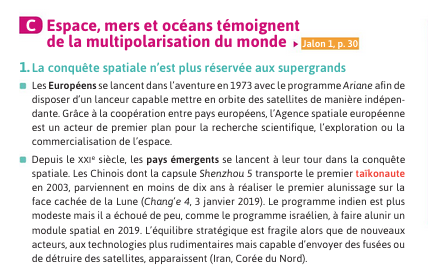 C Espace, mers et océans témoignent
de la multipolarisation du monde ▸ Jalon 1, p. 30
1. La conquête spatiale n'est plus réservée aux supergrands
■ Les Européens se lancent dans l'aventure en 1973 avec le programme Ariane afin de
disposer d'un lanceur capable mettre en orbite des satellites de manière indépen-
dante. Grâce à la coopération entre pays européens, l'Agence spatiale européenne
est un acteur de premier plan pour la recherche scientifique, l'exploration ou la
commercialisation de l'espace.
■ Depuis le XXIe siècle, les pays émergents se lancent à leur tour dans la conquête
spatiale. Les Chinois dont la capsule Shenzhou 5 transporte le premier taïkonaute
en 2003, parviennent en moins de dix ans à réaliser le premier alunissage sur la
face cachée de la Lune (Chang'e 4, 3 janvier 2019). Le programme indien est plus
modeste mais il a échoué de peu, comme le programme israélien, à faire alunir un
module spatial en 2019. L'équilibre stratégique est fragile alors que de nouveaux
acteurs, aux technologies plus rudimentaires mais capable d'envoyer des fusées ou
de détruire des satellites, apparaissent (Iran, Corée du Nord).